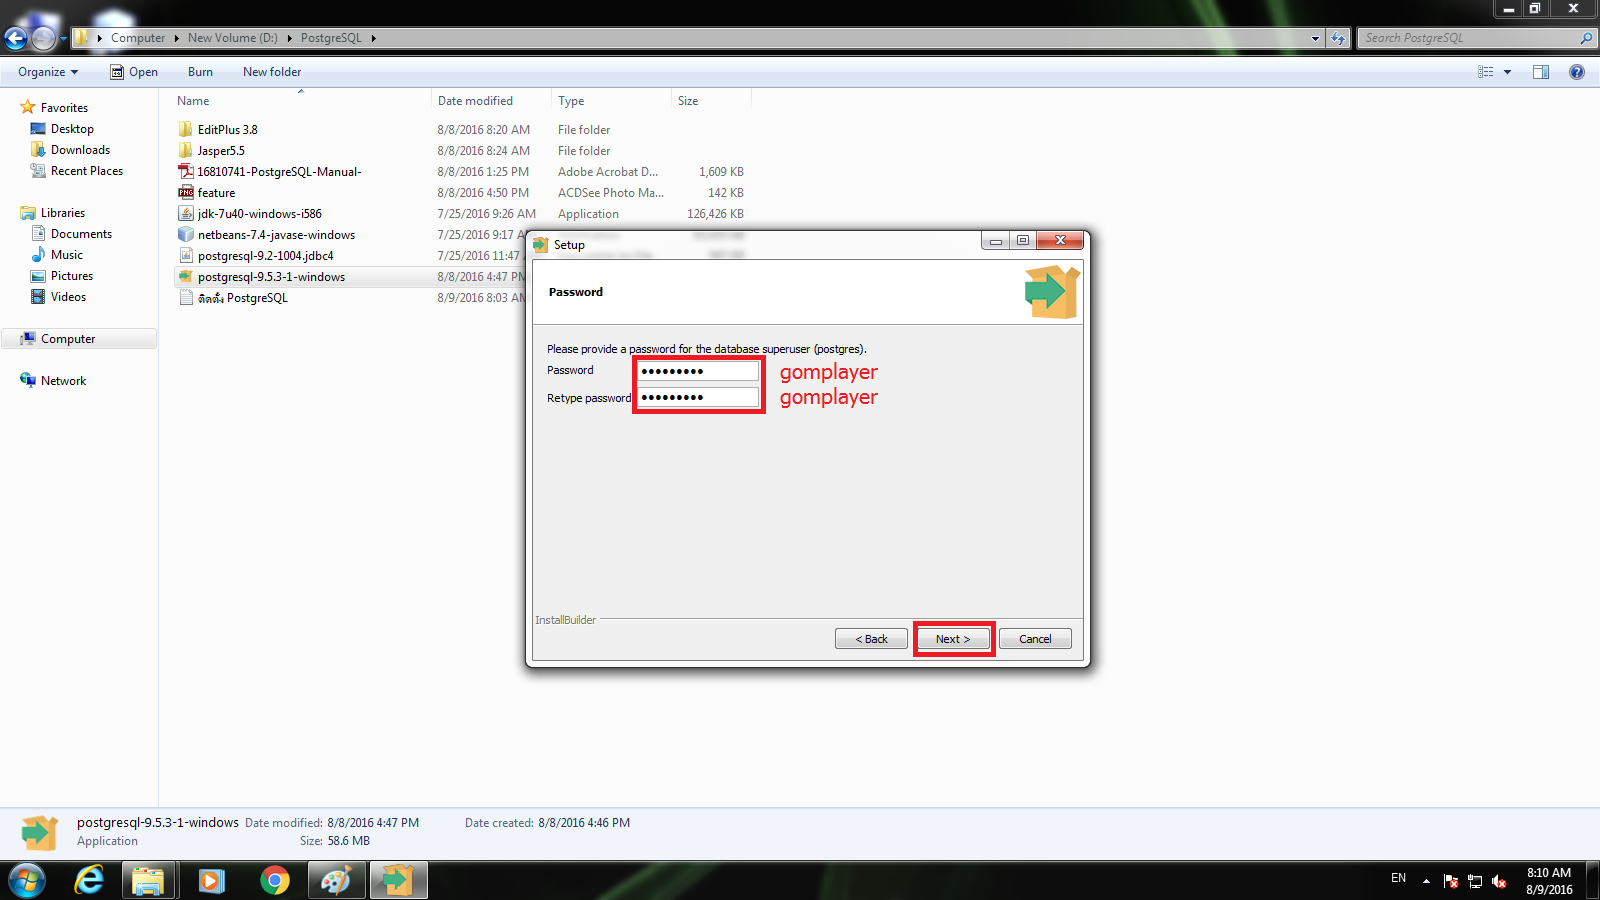 Computer New Volume (D:) PostgreSQL
Search PostgreSQL
Organize Open Burn New folder
Name Date modified Type Size
Favorites
Desktop
Downloads
Recent Places
Libraries
Documents
Music
Pictures
Videos
Computer
Network
EditPlus 3.8 8/8/2016 8:20 AM File folder
Jasper5.5 8/8/2016 8:24 AM File folder
16810741-PostgreSQL-Manual- 8/8/2016 1:25 PM Adobe Acrobat D... 1,609 KB
feature 8/8/2016 4:50 PM ACDSee Photo Ma... 142 KB
jdk-7u40-windows-i586 7/25/2016 9:26 AM Application 126,426 KB
netbeans-7.4-javase-windows 7/25/2016 9:17
postgresql-9.2-1004.jdbc4 7/25/2016 11:47
postgresql-9.5.3-1-windows 8/8/2016 4:47 PM
ติดตั้ง PostgreSQL 8/9/2016 8:03 AM
Setup
Password
Please provide a password for the database superuser (postgres).
Password ●●●●●●●●● gomplayer
Retype password ●●●●●●●●● gomplayer
InstallBuilder
< Back Next > Cancel
postgresql-9.5.3-1-windows Date modified: 8/8/2016 4:47 PM Date created: 8/8/2016 4:46 PM
Application Size: 58.6 MB
EN
8:10 AM
8/9/2016